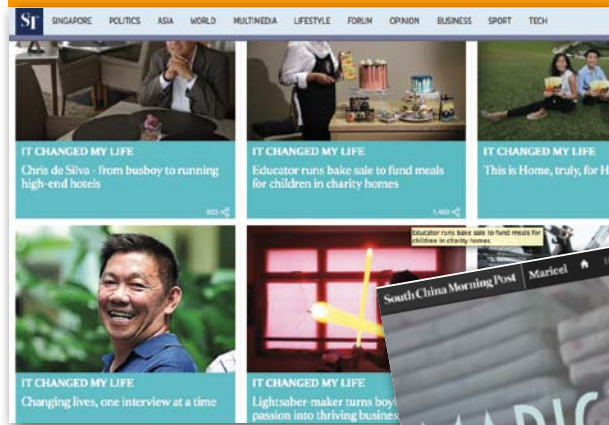 ST SINGAPORE POLITICS ASIA WORLD MULTIMEDIA LIFESTYLE FORUM OPINION BUSINESS SPORT TECH
IT CHANGED MY LIFE
Chris de Silva - from busboy to running
high-end hotels
IT CHANGED MY LIFE
Educator runs bake sale to fund meals
for children in charity homes
IT CHANGED MY LIFE
This is Home, truly, for H
Educator runs bake sale to fund meals for
children in charity homes
IT CHANGED MY LIFE
Changing lives, one interview at a time
IT CHANGED MY LIFE
Lightsaber-maker turns boy
passion into thriving busines
South China Morning Post Maricel